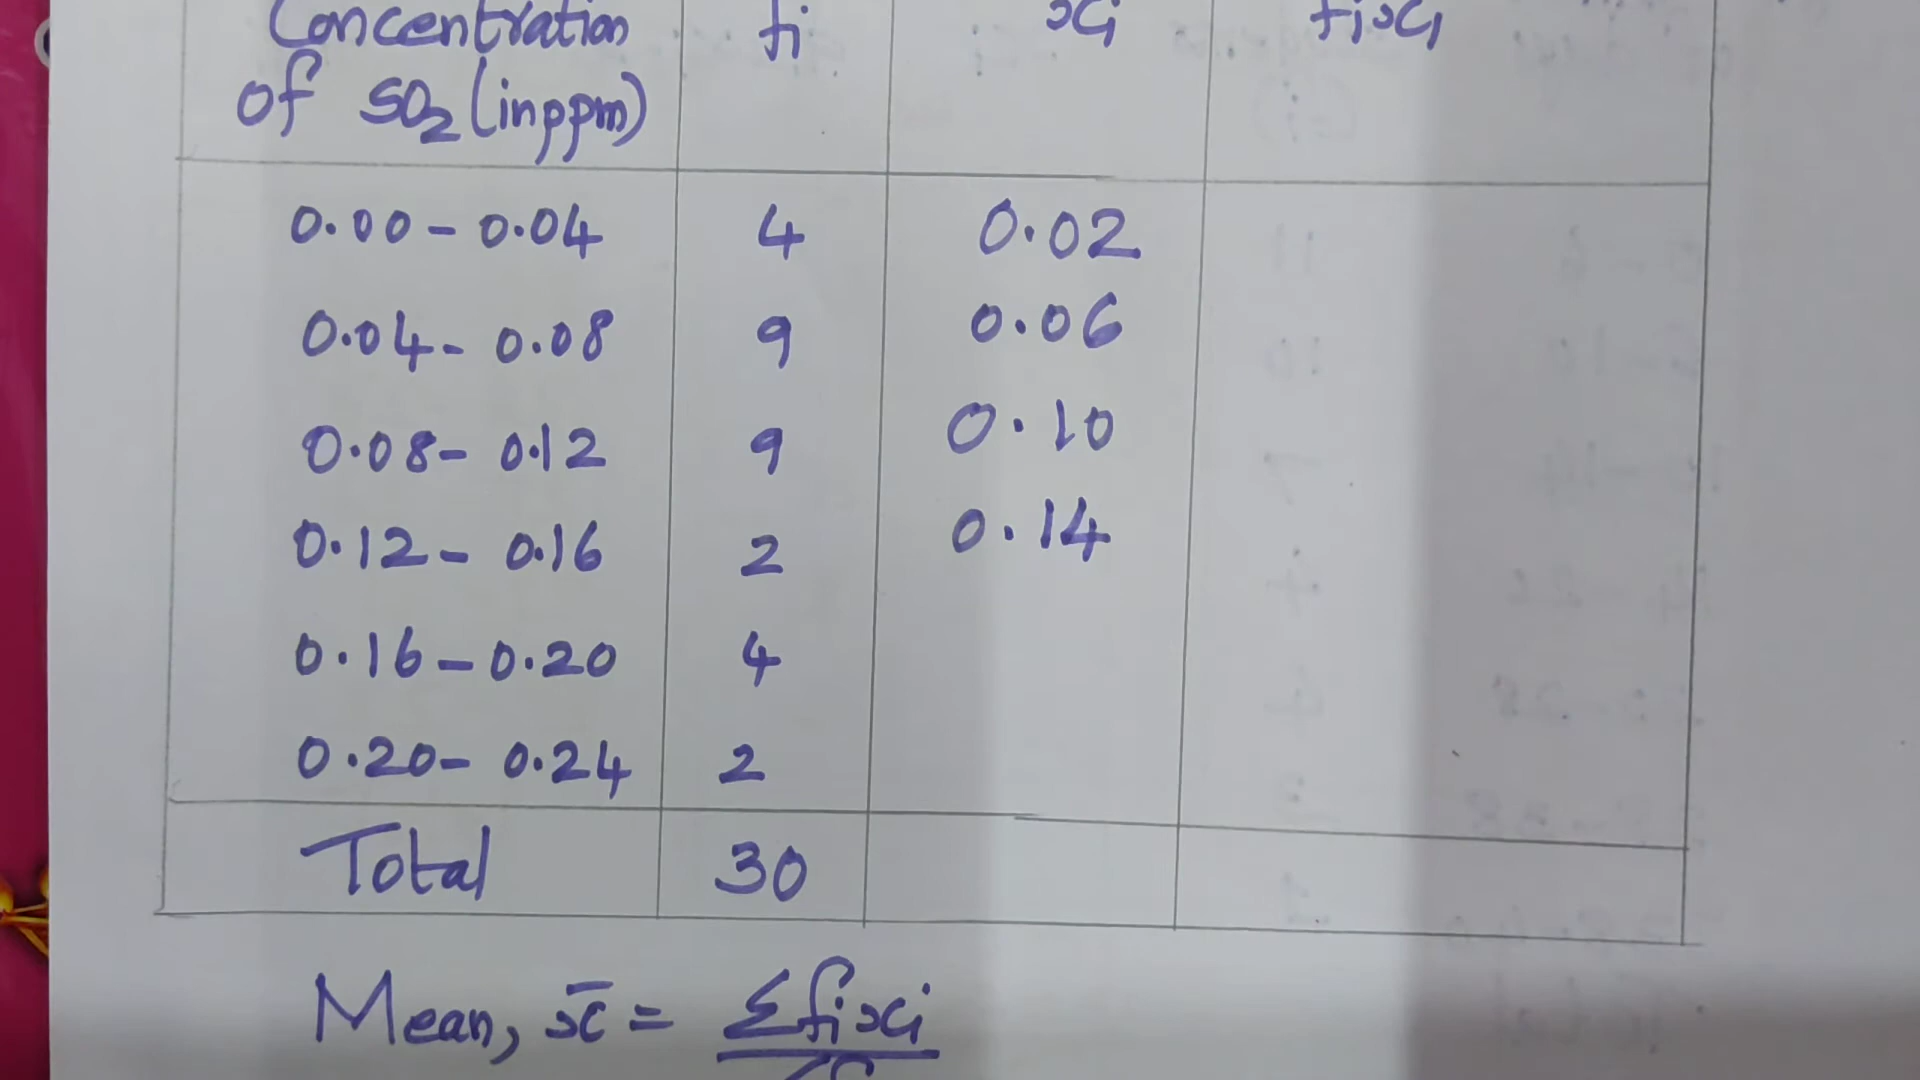 Concentration of SO2 (in ppm) fi xi fixi
0.00 - 0.04 4 0.02
0.04 - 0.08 9 0.06
0.08 - 0.12 9 0.10
0.12 - 0.16 2 0.14
0.16 - 0.20 4
0.20 - 0.24 2
Total 30
Mean, x̄ = Σfixi